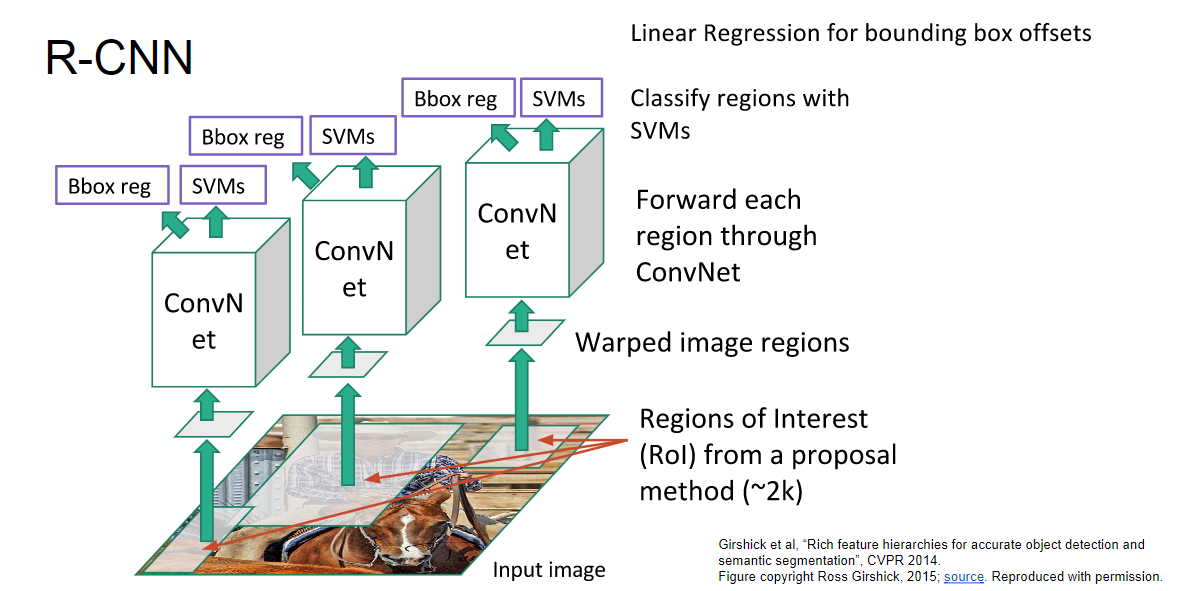 R-CNN
Linear Regression for bounding box offsets
Bbox reg
SVMs
Classify regions with
SVMs
Bbox reg
SVMs
Bbox reg
SVMs
ConvN
et
Forward each
region through
ConvNet
ConvN
et
ConvN
et
Warped image regions
Regions of Interest
(RoI) from a proposal
method (~2k)
Input image
Girshick et al, “Rich feature hierarchies for accurate object detection and
semantic segmentation”, CVPR 2014.
Figure copyright Ross Girshick, 2015; source. Reproduced with permission.